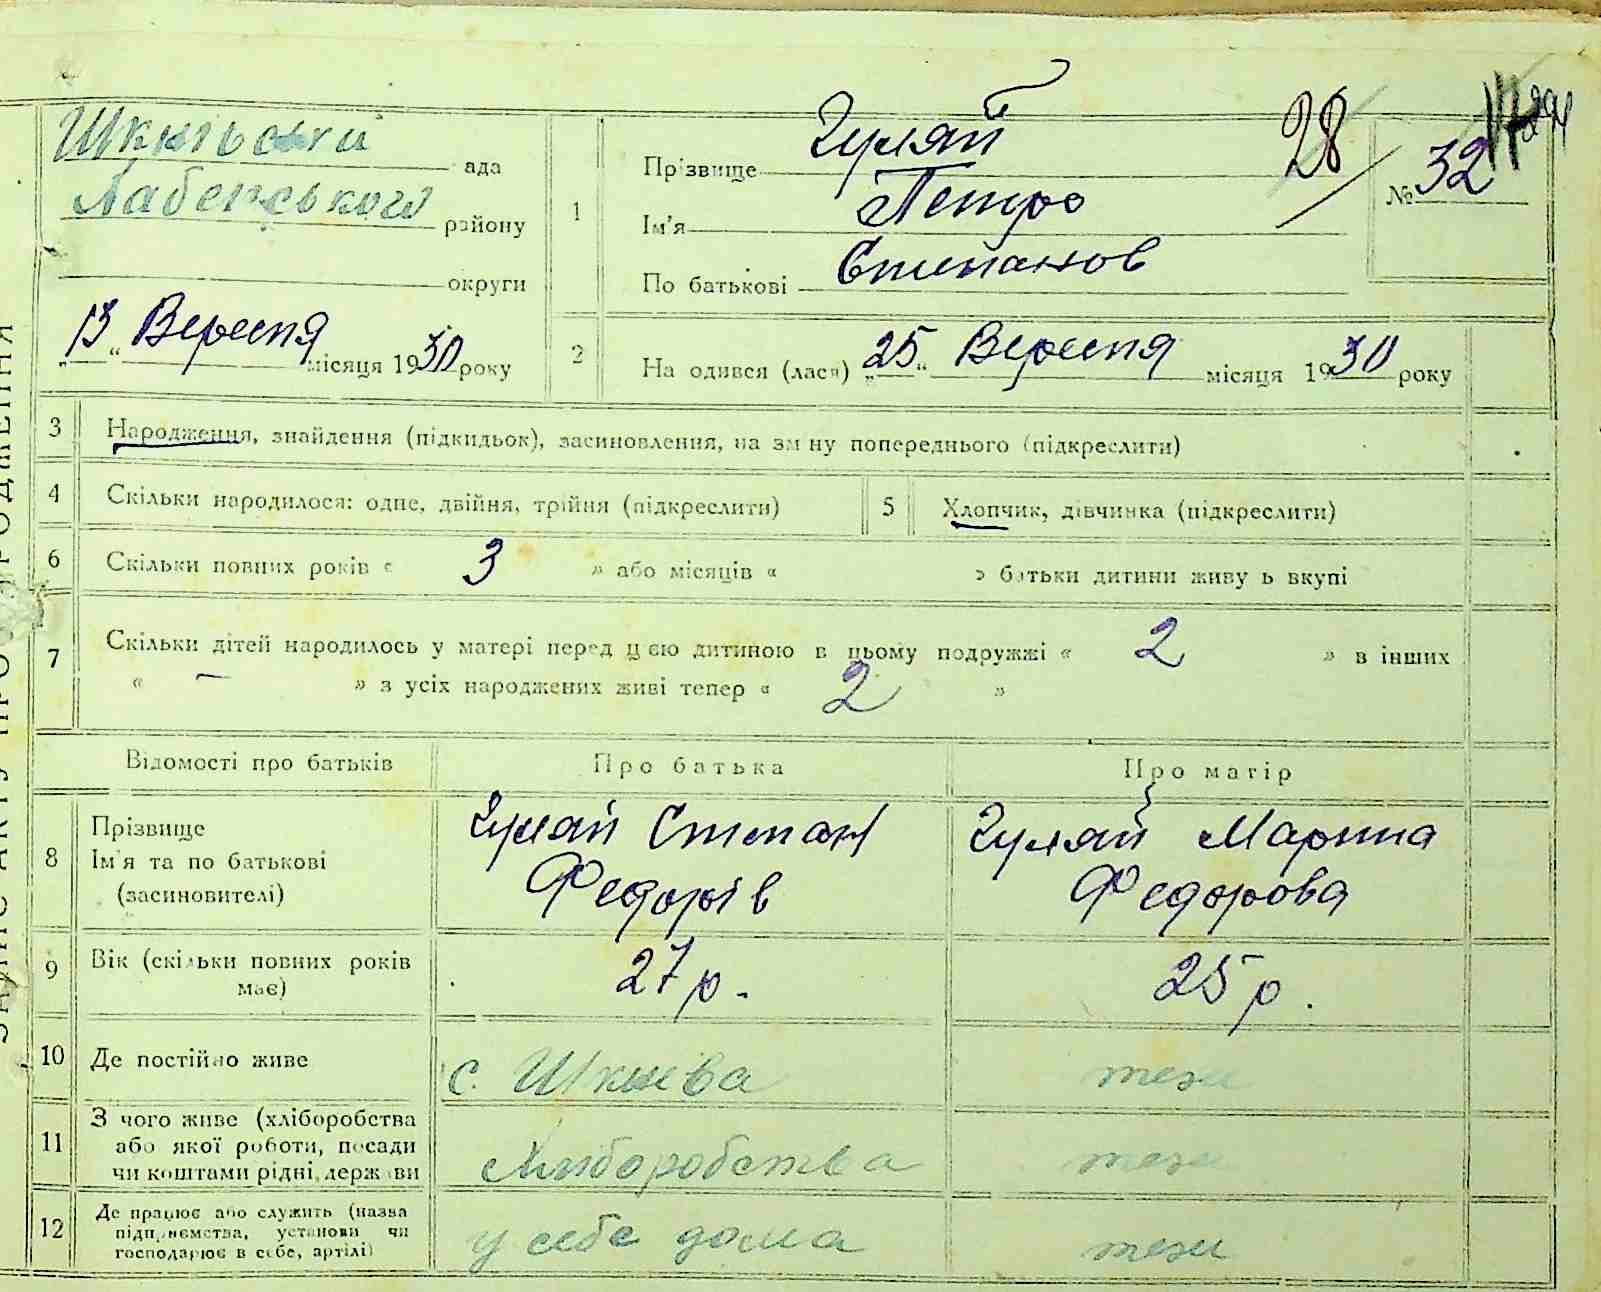 Шкнівська ада
Лабенського району
округи
„13" Вересня місяця 1930 року
1
Прізвище Гуляй
Ім'я Петро
По батькові Степанов
28
№ 32
2
На одився (лася) „25" Вересня місяця 1930 року
3 Народження, знайдення (підкидьок), засиновлення, на зм ну попереднього (підкреслити)
4 Скільки народилося: одне, двійня, трійня (підкреслити)
5 Хлопчик, дівчинка (підкреслити)
6 Скільки повних років « 3 » або місяців « » батьки дитини живу ь вкупі
7 Скільки дітей народилось у матері перед цією дитиною в цьому подружжі « 2 » в інших
« – » з усіх народжених живі тепер « 2 »
Відомості про батьків Про батька Про матір
8 Прізвище
Ім'я та по батькові
(засиновителі)
Гуляй Степан
Федорів
Гуляй Марина
Федорова
9 Вік (скільки повних років
має)
27 р.
25 р.
10 Де постійно живе с. Шкнева тежи
11 З чого живе (хліборобства
або якої роботи, посади
чи коштами рідні, держави
Хліборобства тежи
12 Де працює або служить (назва
підприємства, установи чи
господарює в себе, артілі)
у себе дома тежи